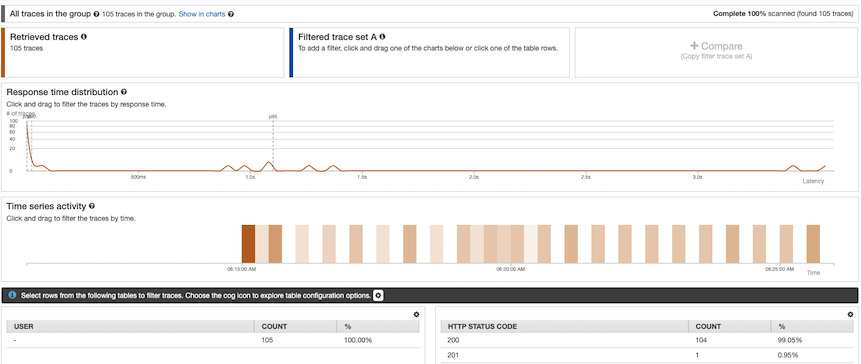 All traces in the group 105 traces in the group. Show in charts Complete 100% scanned (found 105 traces)
Retrieved traces
105 traces
Filtered trace set A
To add a filter, click and drag one of the charts below or click one of the table rows.
+ Compare
(Copy filter trace set A)
Response time distribution
Click and drag to filter the traces by response time.
# of traces
p95
100
80
60
40
20
0
500ms 1.0s 1.5s 2.0s 2.5s 3.0s
Latency
Time series activity
Click and drag to filter the traces by time.
06:15:00 AM 06:20:00 AM 06:25:00 AM Time
Select rows from the following tables to filter traces. Choose the cog icon to explore table configuration options.
USER COUNT %
- 105 100.00%
HTTP STATUS CODE COUNT %
200 104 99.05%
201 1 0.95%